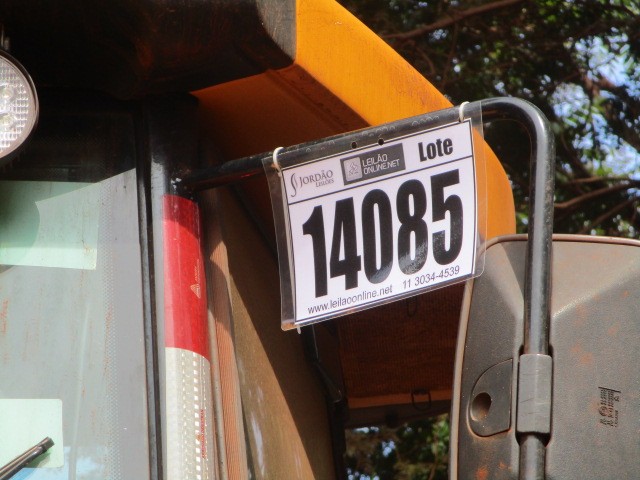 JORDÃO
LEILÕES
LEILÃO
ONLINE.NET
Lote
14085
www.leilaoonline.net 11 3034-4539